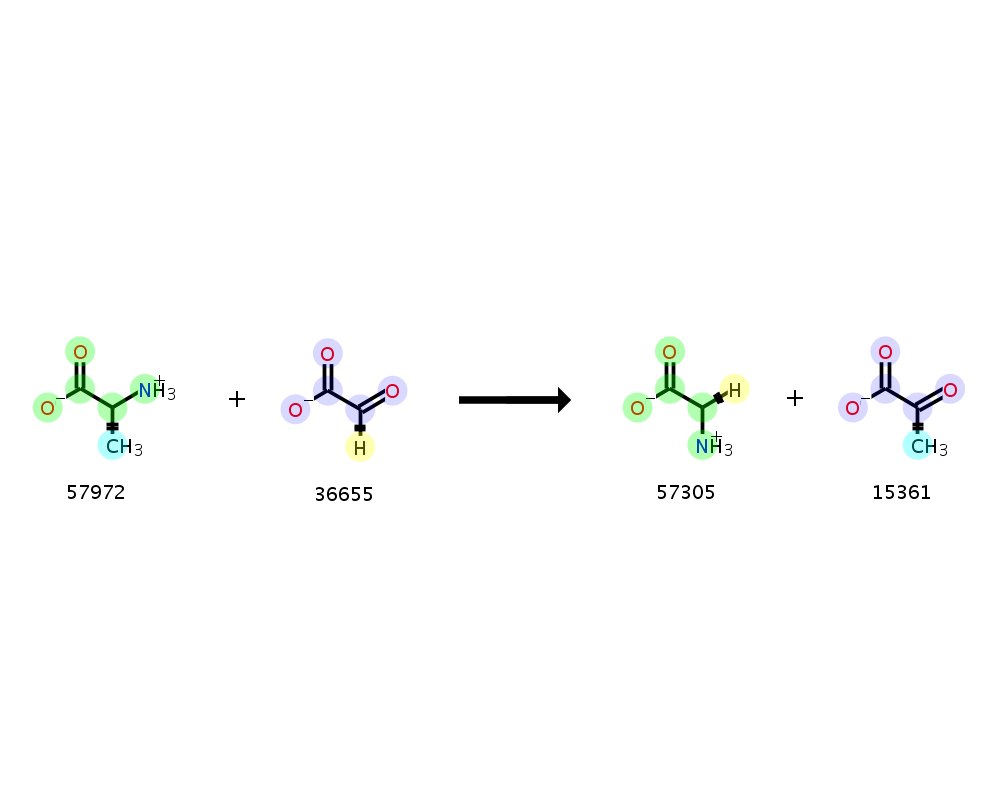 O O
O NH3+ O O H O
O− + O− O− + O−
CH3 H NH3+ CH3
57972 36655 57305 15361